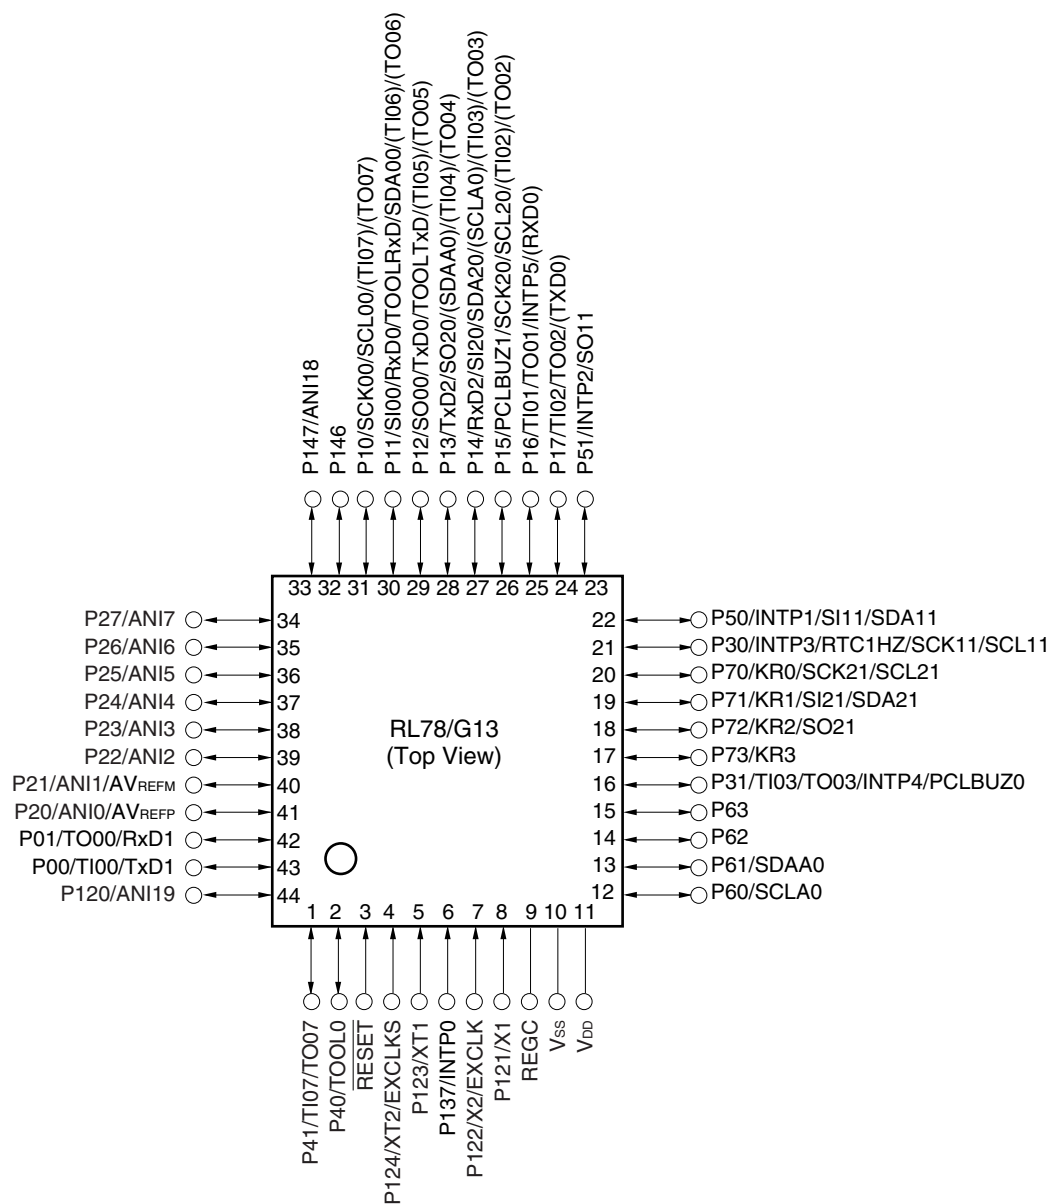 P147/ANI18
P146
P10/SCK00/SCL00/(TI07)/(TO07)
P11/SI00/RxD0/TOOLRxD/SDA00/(TI06)/(TO06)
P12/SO00/TxD0/TOOLTxD/(TI05)/(TO05)
P13/TxD2/SO20/(SDAA0)/(TI04)/(TO04)
P14/RxD2/SI20/SDA20/(SCLA0)/(TI03)/(TO03)
P15/PCLBUZ1/SCK20/SCL20/(TI02)/(TO02)
P16/TI01/TO01/INTP5/(RXD0)
P17/TI02/TO02/(TXD0)
P51/INTP2/SO11
33 32 31 30 29 28 27 26 25 24 23
P27/ANI7 34
P26/ANI6 35
P25/ANI5 36
P24/ANI4 37
P23/ANI3 38
P22/ANI2 39
P21/ANI1/AVREFM 40
P20/ANI0/AVREFP 41
P01/TO00/RxD1 42
P00/TI00/TxD1 43
P120/ANI19 44
RL78/G13
(Top View)
22 P50/INTP1/SI11/SDA11
21 P30/INTP3/RTC1HZ/SCK11/SCL11
20 P70/KR0/SCK21/SCL21
19 P71/KR1/SI21/SDA21
18 P72/KR2/SO21
17 P73/KR3
16 P31/TI03/TO03/INTP4/PCLBUZ0
15 P63
14 P62
13 P61/SDAA0
12 P60/SCLA0
1 2 3 4 5 6 7 8 9 10 11
P41/TI07/TO07
P40/TOOL0
RESET
P124/XT2/EXCLKS
P123/XT1
P137/INTP0
P122/X2/EXCLK
P121/X1
REGC
VSS
VDD